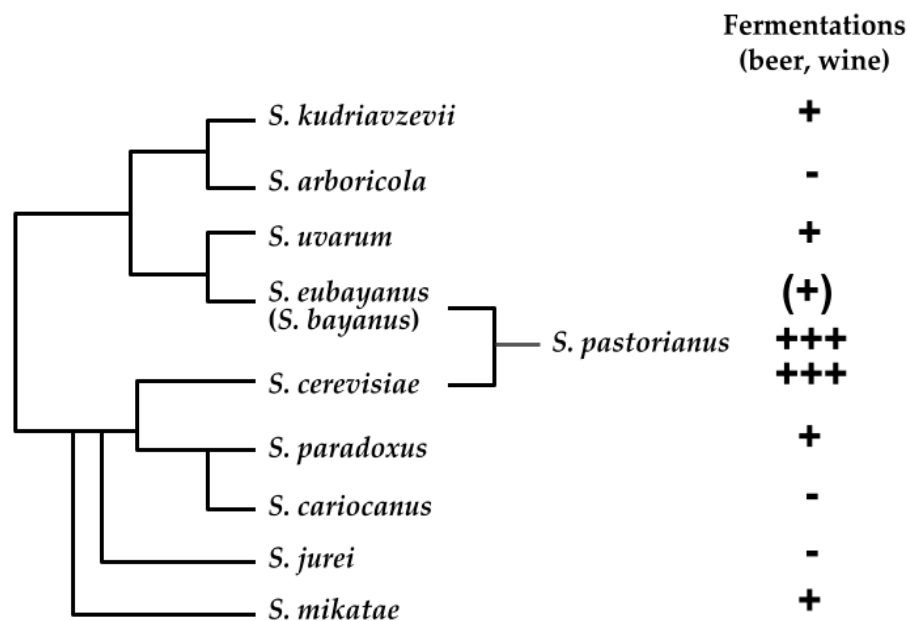 Fermentations
(beer, wine)
S. kudriavzevii +
S. arboricola -
S. uvarum +
S. eubayanus (+)
(S. bayanus)
S. pastorianus +++
S. cerevisiae +++
S. paradoxus +
S. cariocanus -
S. jurei -
S. mikatae +